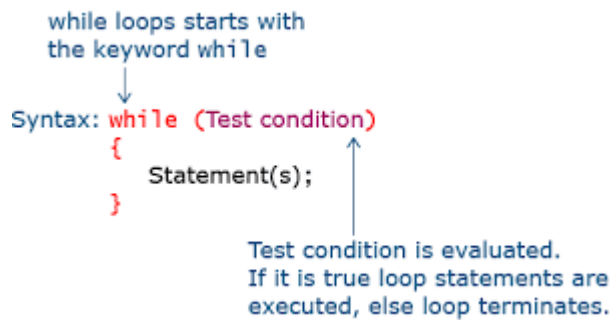 while loops starts with
the keyword while
Syntax: while (Test condition)
{
Statement(s);
}
Test condition is evaluated.
If it is true loop statements are
executed, else loop terminates.